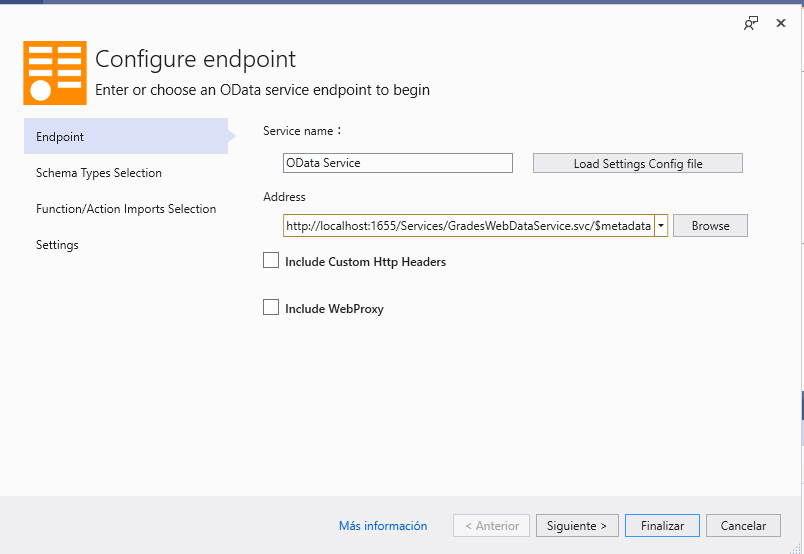 Configure endpoint
Enter or choose an OData service endpoint to begin
Endpoint
Schema Types Selection
Function/Action Imports Selection
Settings
Service name :
OData Service
Load Settings Config file
Address
http://localhost:1655/Services/GradesWebDataService.svc/$metadata
Browse
Include Custom Http Headers
Include WebProxy
Más información
< Anterior
Siguiente >
Finalizar
Cancelar